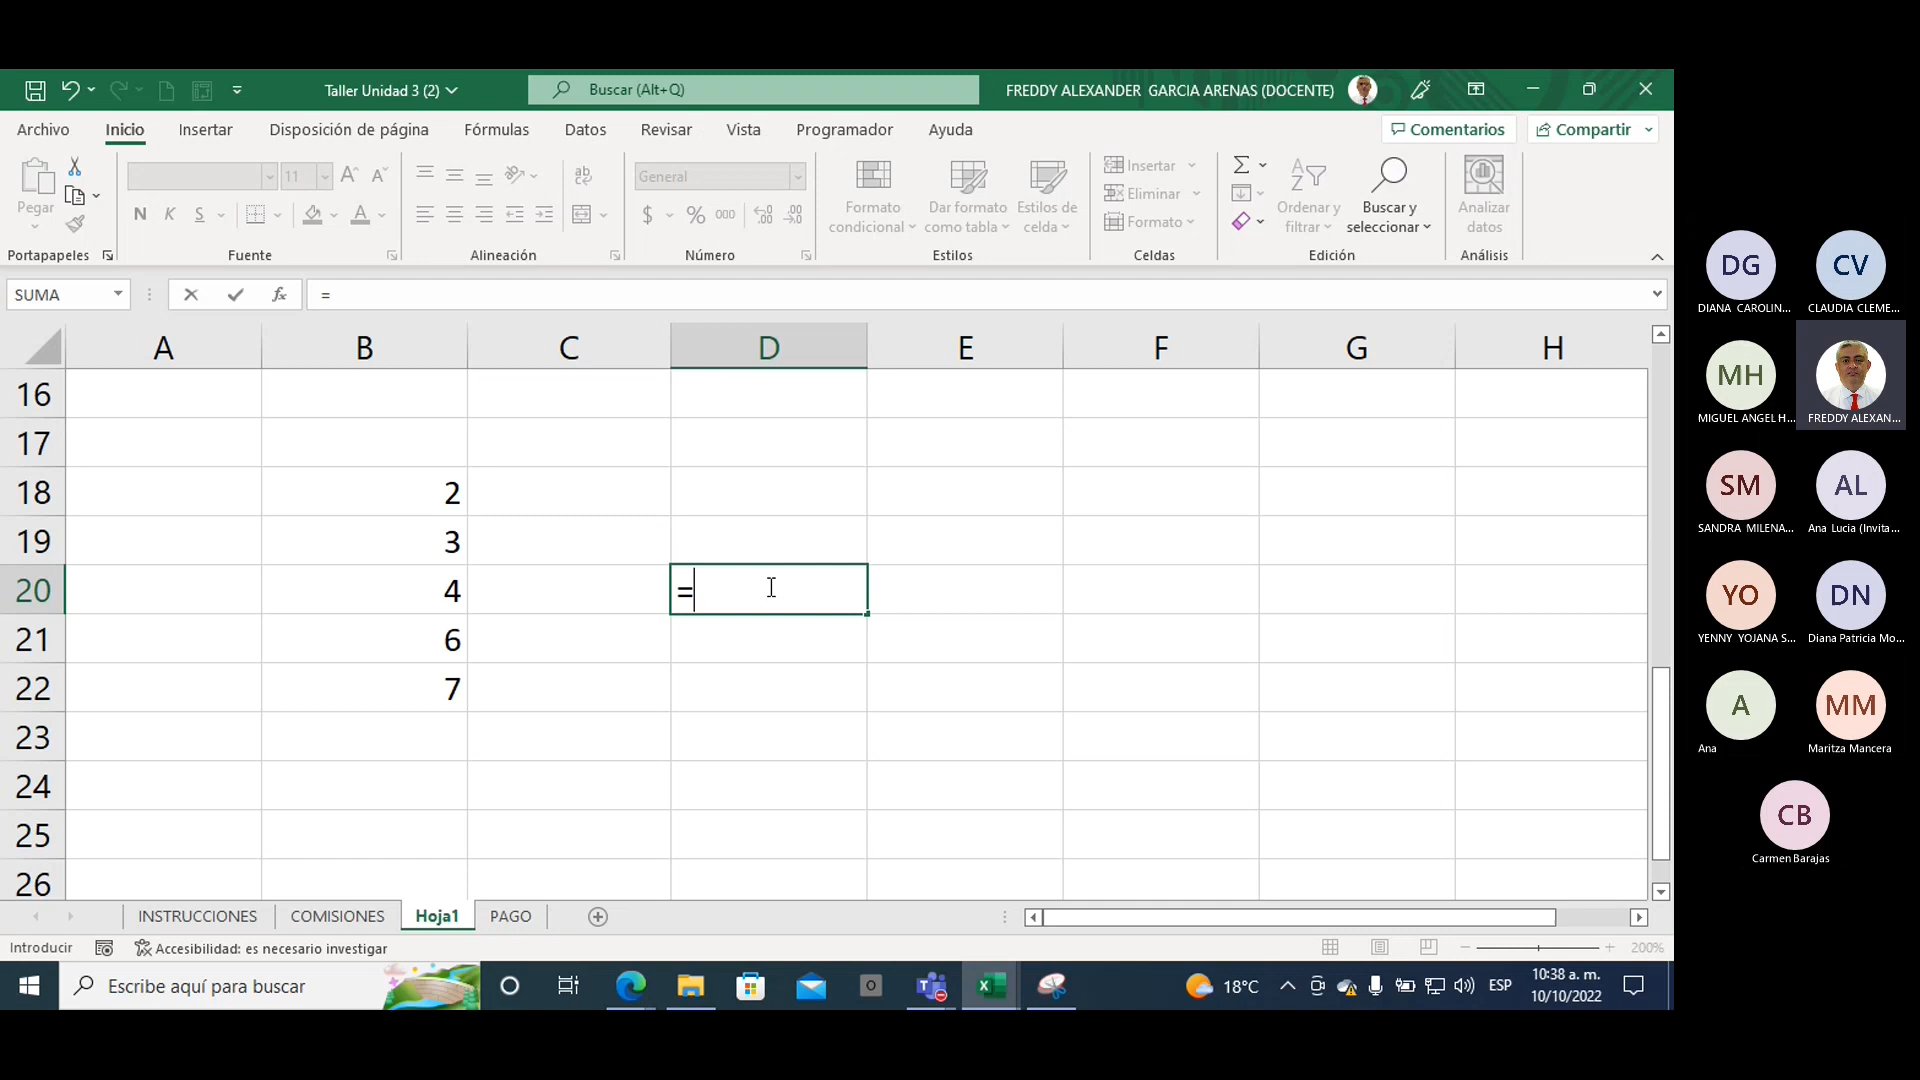 Taller Unidad 3 (2)
Buscar (Alt+Q)
FREDDY ALEXANDER GARCIA ARENAS (DOCENTE)
Archivo Inicio Insertar Disposición de página Fórmulas Datos Revisar Vista Programador Ayuda
Comentarios Compartir
Pegar
Portapapeles
11
N K S
Fuente
ab
Alineación
General
$ % 000
Número
Formato condicional
Dar formato como tabla
Estilos de celda
Estilos
Insertar
Eliminar
Formato
Celdas
Ordenar y filtrar
Buscar y seleccionar
Edición
Analizar datos
Análisis
SUMA
fx
=
A B C D E F G H
16
17
18 2
19 3
20 4 =
21 6
22 7
23
24
25
26
INSTRUCCIONES COMISIONES Hoja1 PAGO
Introducir
Accesibilidad: es necesario investigar
200%
Escribe aquí para buscar
18°C
ESP
10:38 a. m.
10/10/2022
DG
DIANA CAROLIN...
CV
CLAUDIA CLEME...
MH
MIGUEL ANGEL H...
FREDDY ALEXAN...
SM
SANDRA MILENA...
AL
Ana Lucia (Invita...
YO
YENNY YOJANA S...
DN
Diana Patricia Mo...
A
Ana
MM
Maritza Mancera
CB
Carmen Barajas